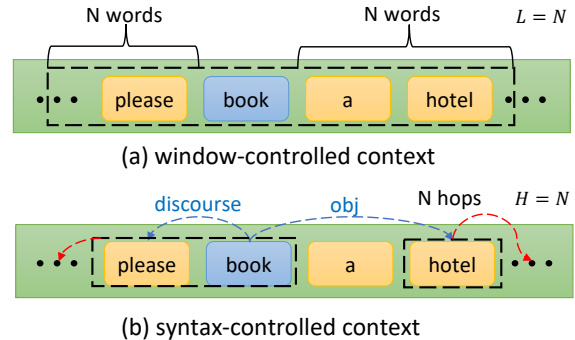 N words N words L = N
••• please book a hotel •••
(a) window-controlled context
discourse obj N hops H = N
••• please book a hotel •••
(b) syntax-controlled context